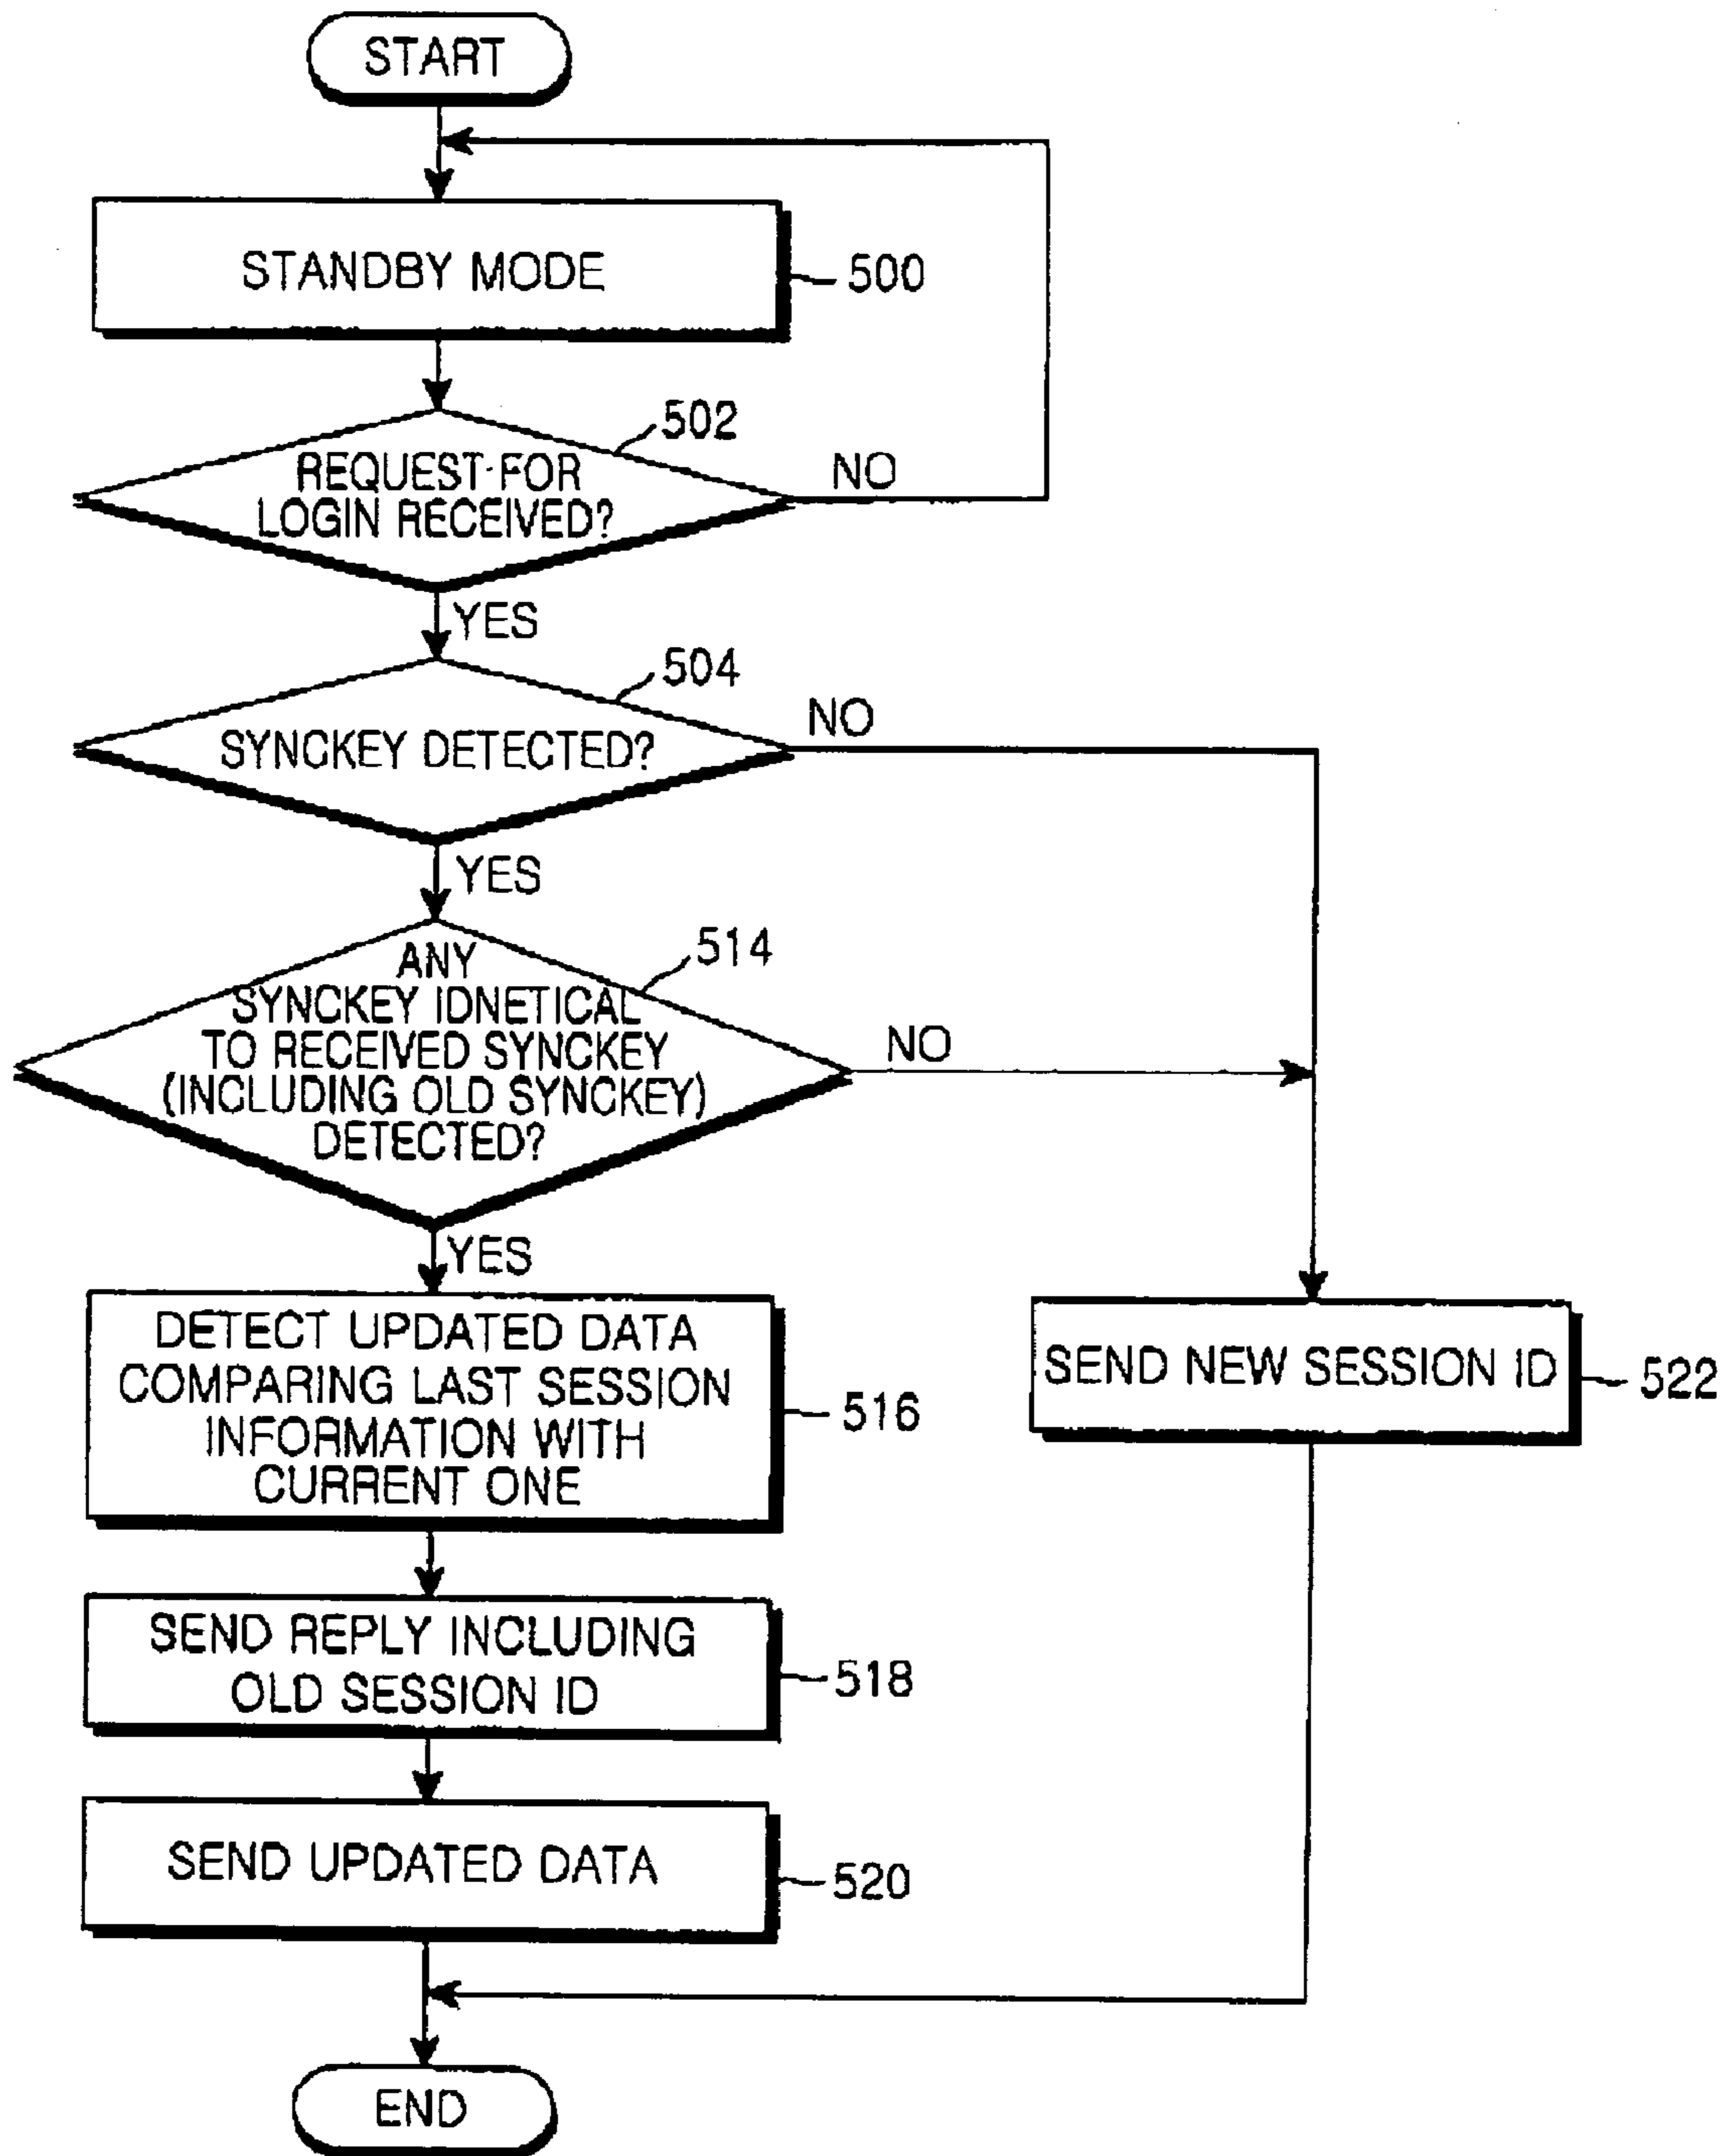 START
STANDBY MODE
500
502
REQUEST FOR
LOGIN RECEIVED?
NO
YES
504
SYNCKEY DETECTED?
NO
YES
514
ANY
SYNCKEY IDNETICAL
TO RECEIVED SYNCKEY
(INCLUDING OLD SYNCKEY)
DETECTED?
NO
YES
DETECT UPDATED DATA
COMPARING LAST SESSION
INFORMATION WITH
CURRENT ONE
516
SEND NEW SESSION ID
522
SEND REPLY INCLUDING
OLD SESSION ID
518
SEND UPDATED DATA
520
END